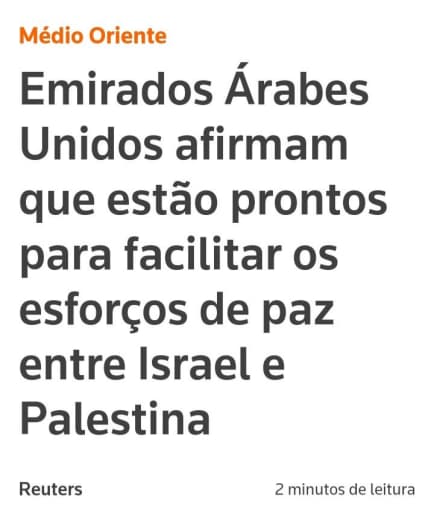 Médio Oriente
Emirados Árabes
Unidos afirmam
que estão prontos
para facilitar os
esforços de paz
entre Israel e
Palestina
Reuters
2 minutos de leitura